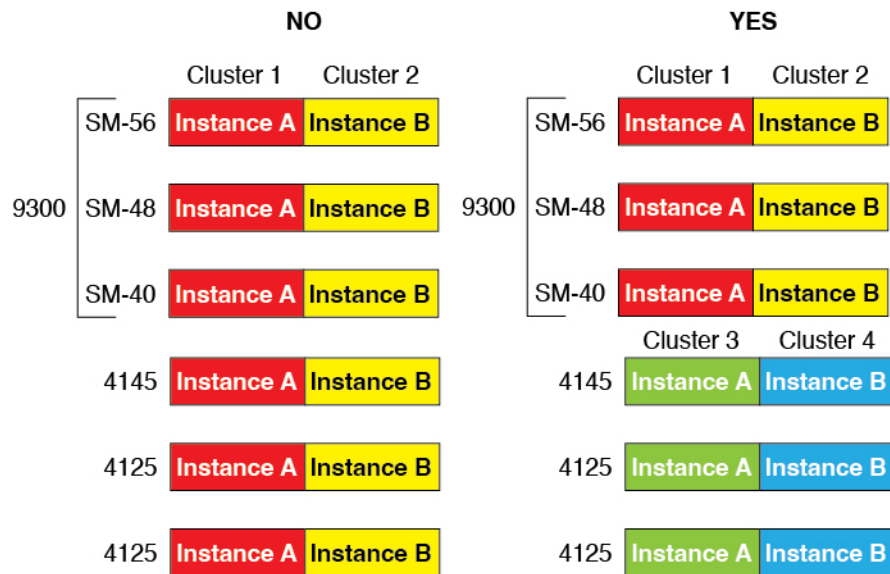 NO YES
Cluster 1 Cluster 2 Cluster 1 Cluster 2
SM-56 Instance A Instance B SM-56 Instance A Instance B
9300 SM-48 Instance A Instance B 9300 SM-48 Instance A Instance B
SM-40 Instance A Instance B SM-40 Instance A Instance B
Cluster 3 Cluster 4
4145 Instance A Instance B 4145 Instance A Instance B
4125 Instance A Instance B 4125 Instance A Instance B
4125 Instance A Instance B 4125 Instance A Instance B